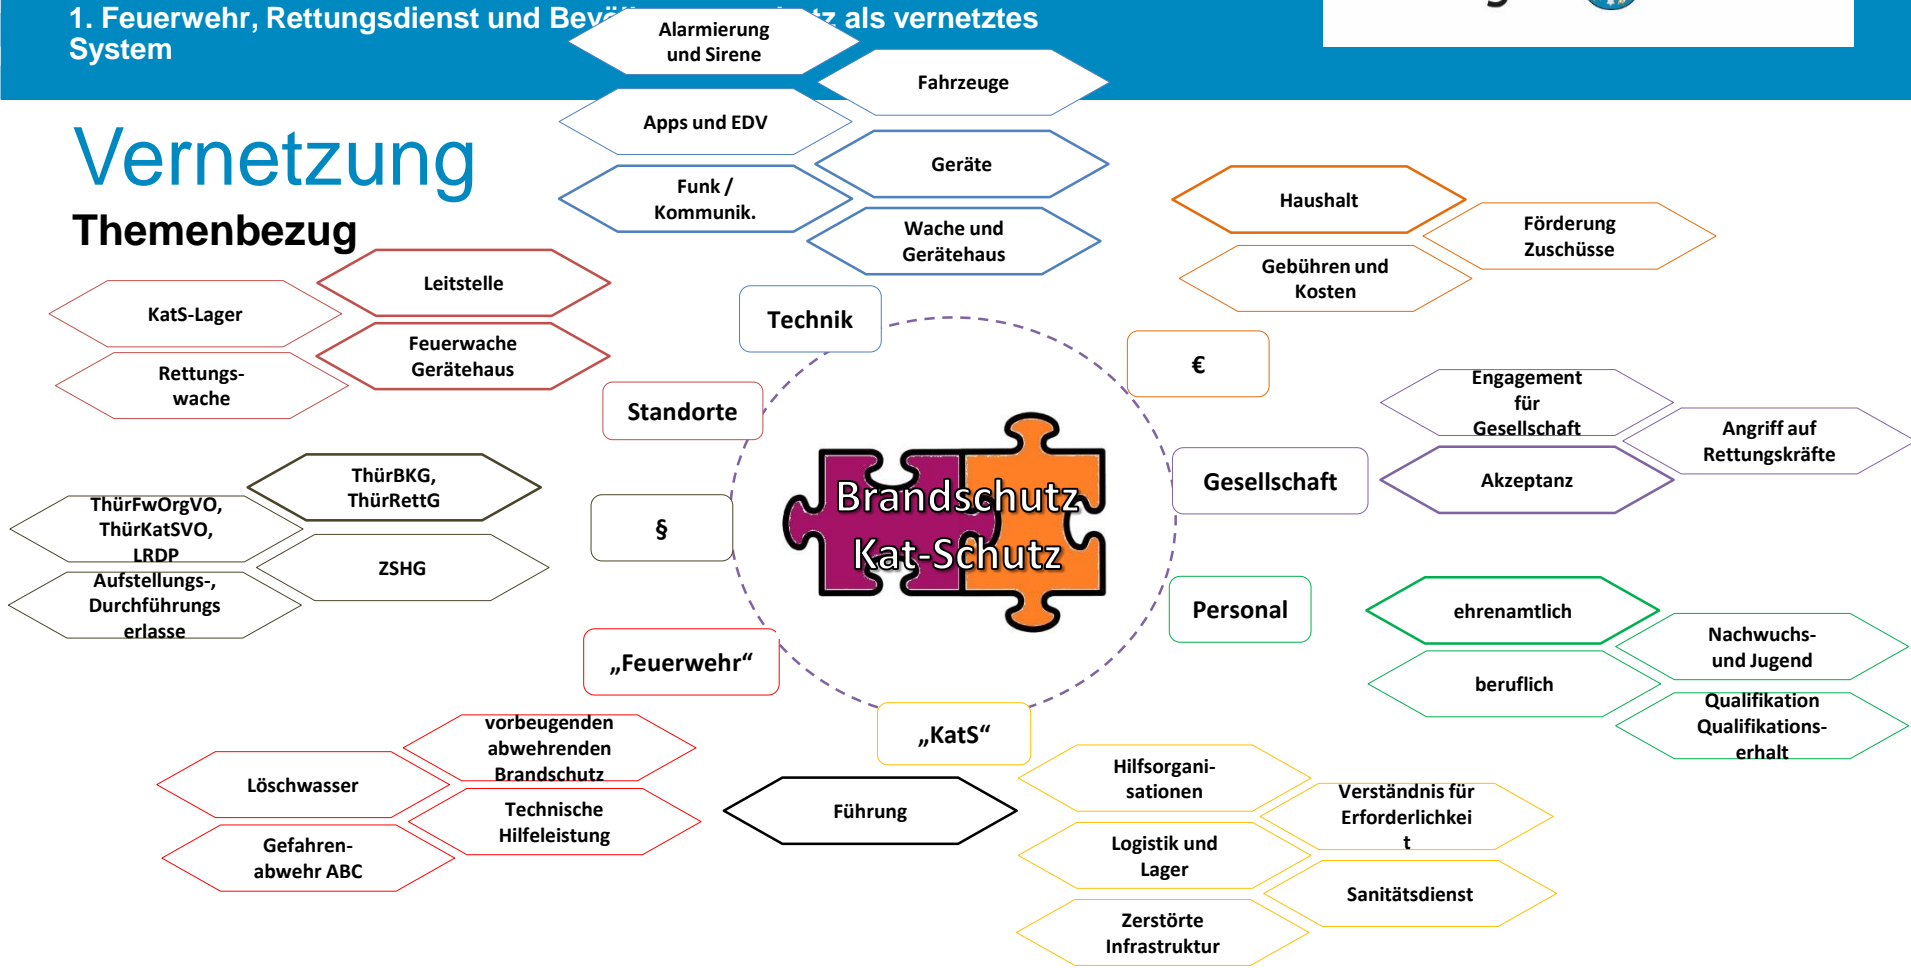 1. Feuerwehr, Rettungsdienst und als vernetztes
System
Vernetzung
Themenbezug
Alarmierung
und Sirene
Fahrzeuge
Apps und EDV
Geräte
Funk /
Kommunik.
Wache und
Gerätehaus
Haushalt
Förderung
Zuschüsse
Gebühren und
Kosten
Leitstelle
KatS-Lager
Feuerwache
Gerätehaus
Rettungs-
wache
Technik
€
Standorte
Engagement
für
Gesellschaft
Angriff auf
Rettungskräfte
Akzeptanz
Gesellschaft
ThürBKG,
ThürRettG
ThürFwOrgVO,
ThürKatSVO,
LRDP
ZSHG
Aufstellungs-,
Durchführungs
erlasse
§
Brandschutz
Kat-Schutz
Personal
ehrenamtlich
Nachwuchs-
und Jugend
beruflich
Qualifikation
Qualifikations-
erhalt
„Feuerwehr“
„KatS“
vorbeugenden
abwehrenden
Brandschutz
Löschwasser
Technische
Hilfeleistung
Gefahren-
abwehr ABC
Führung
Hilfsorgani-
sationen
Verständnis für
Erforderlichkei
t
Logistik und
Lager
Sanitätsdienst
Zerstörte
Infrastruktur